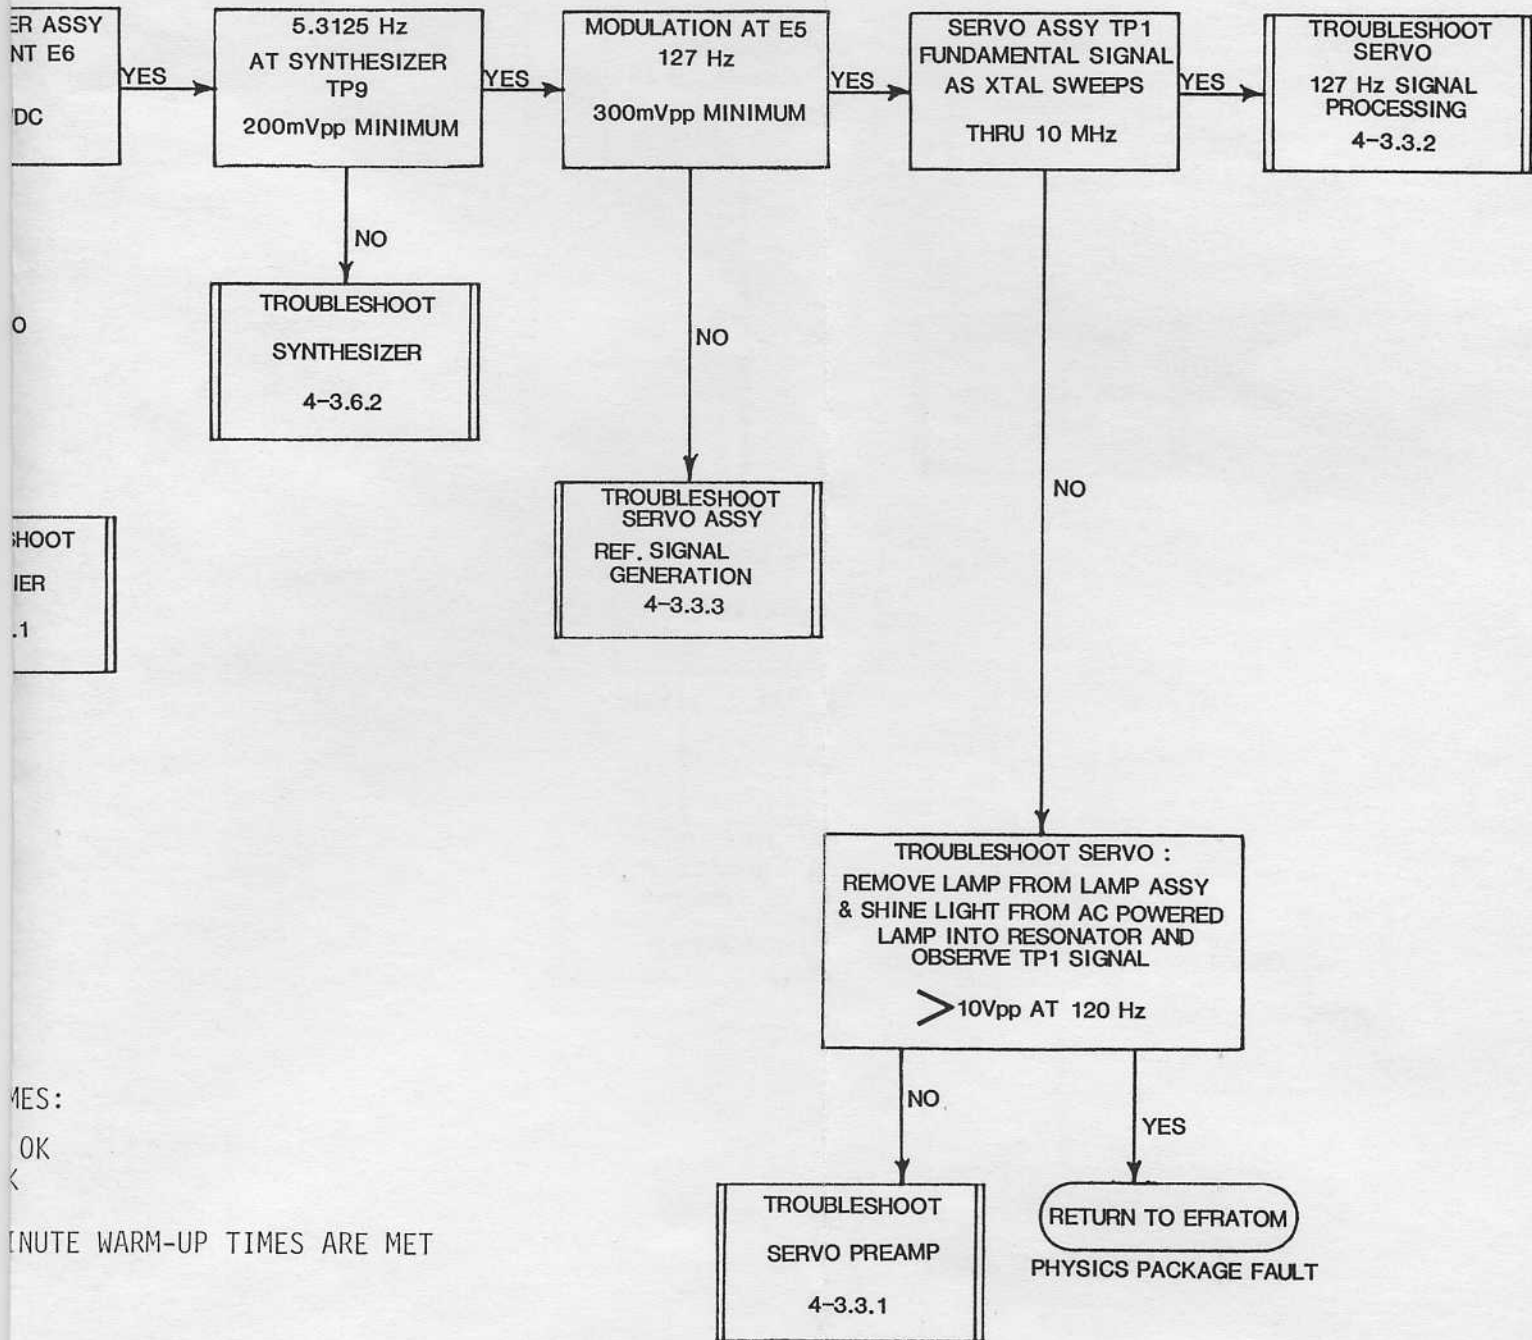 ER ASSY
NT E6
/DC
YES
5.3125 Hz
AT SYNTHESIZER
TP9
200mVpp MINIMUM
YES
MODULATION AT E5
127 Hz
300mVpp MINIMUM
YES
SERVO ASSY TP1
FUNDAMENTAL SIGNAL
AS XTAL SWEEPS
THRU 10 MHz
YES
TROUBLESHOOT
SERVO
127 Hz SIGNAL
PROCESSING
4-3.3.2
NO
TROUBLESHOOT
SYNTHESIZER
4-3.6.2
O
NO
TROUBLESHOOT
SERVO ASSY
REF. SIGNAL
GENERATION
4-3.3.3
NO
SHOOT
IER
.1
TROUBLESHOOT SERVO :
REMOVE LAMP FROM LAMP ASSY
& SHINE LIGHT FROM AC POWERED
LAMP INTO RESONATOR AND
OBSERVE TP1 SIGNAL
>10Vpp AT 120 Hz
NO
YES
MES:
OK
K
INUTE WARM-UP TIMES ARE MET
TROUBLESHOOT
SERVO PREAMP
4-3.3.1
RETURN TO EFRATOM
PHYSICS PACKAGE FAULT